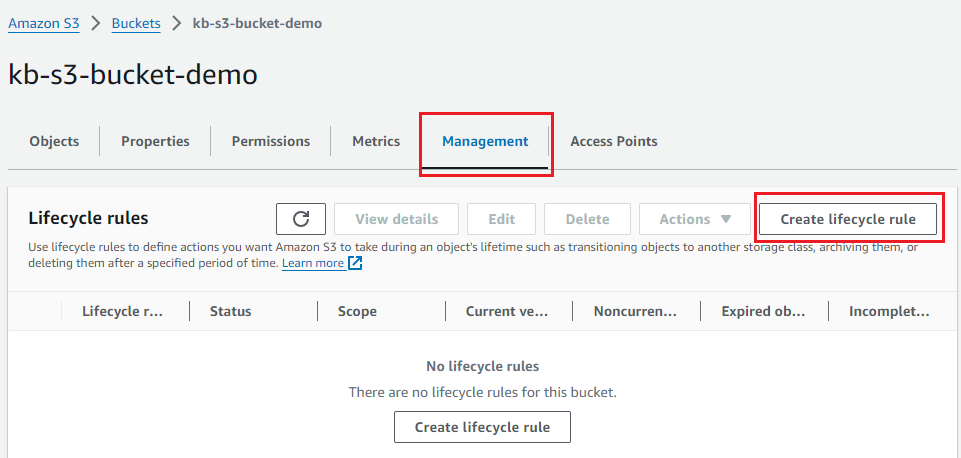 Amazon S3 > Buckets > kb-s3-bucket-demo
kb-s3-bucket-demo
Objects Properties Permissions Metrics Management Access Points
Lifecycle rules View details Edit Delete Actions Create lifecycle rule
Use lifecycle rules to define actions you want Amazon S3 to take during an object's lifetime such as transitioning objects to another storage class, archiving them, or
deleting them after a specified period of time. Learn more
Lifecycle r... Status Scope Current ve... Noncurren... Expired ob... Incomplet...
No lifecycle rules
There are no lifecycle rules for this bucket.
Create lifecycle rule